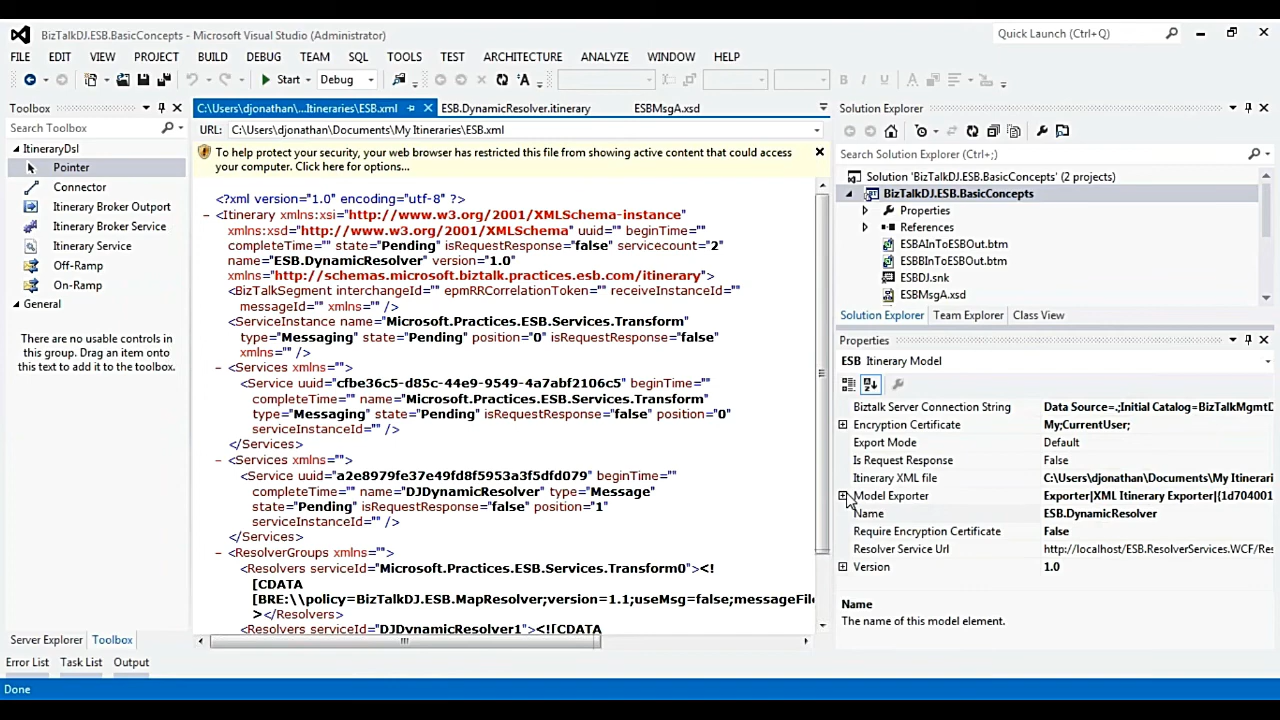 BizTalkDJ.ESB.BasicConcepts - Microsoft Visual Studio (Administrator)
Quick Launch (Ctrl+Q)
FILE EDIT VIEW PROJECT BUILD DEBUG TEAM SQL TOOLS TEST ARCHITECTURE ANALYZE WINDOW HELP
Start Debug
Toolbox
Search Toolbox
ItineraryDsl
Pointer
Connector
Itinerary Broker Outport
Itinerary Broker Service
Itinerary Service
Off-Ramp
On-Ramp
General
There are no usable controls in
this group. Drag an item onto
this text to add it to the toolbox.
Server Explorer Toolbox
C:\Users\djonathan\...Itineraries\ESB.xml ESB.DynamicResolver.itinerary ESBMsgA.xsd
URL: C:\Users\djonathan\Documents\My Itineraries\ESB.xml
To help protect your security, your web browser has restricted this file from showing active content that could access
your computer. Click here for options...
<?xml version="1.0" encoding="utf-8" ?>
- <Itinerary xmlns:xsi="http://www.w3.org/2001/XMLSchema-instance"
xmlns:xsd="http://www.w3.org/2001/XMLSchema" uuid="" beginTime=""
completeTime="" state="Pending" isRequestResponse="false" servicecount="2"
name="ESB.DynamicResolver" version="1.0"
xmlns="http://schemas.microsoft.biztalk.practices.esb.com/itinerary">
<BizTalkSegment interchangeId="" epmRRCorrelationToken="" receiveInstanceId=""
messageId="" xmlns="" />
<ServiceInstance name="Microsoft.Practices.ESB.Services.Transform"
type="Messaging" state="Pending" position="0" isRequestResponse="false"
xmlns="" />
- <Services xmlns="">
<Service uuid="cfbe36c5-d85c-44e9-9549-4a7abf2106c5" beginTime=""
completeTime="" name="Microsoft.Practices.ESB.Services.Transform"
type="Messaging" state="Pending" isRequestResponse="false" position="0"
serviceInstanceId="" />
</Services>
- <Services xmlns="">
<Service uuid="a2e8979fe37e49fd8f5953a3f5dfd079" beginTime=""
completeTime="" name="DJDynamicResolver" type="Message"
state="Pending" isRequestResponse="false" position="1"
serviceInstanceId="" />
</Services>
- <ResolverGroups xmlns="">
<Resolvers serviceId="Microsoft.Practices.ESB.Services.Transform0"><!
[CDATA
[BRE:\\policy=BizTalkDJ.ESB.MapResolver;version=1.1;useMsg=false;messageFile
></Resolvers>
<Resolvers serviceId="DJDynamicResolver1"><![CDATA
Solution Explorer
Search Solution Explorer (Ctrl+;)
Solution 'BizTalkDJ.ESB.BasicConcepts' (2 projects)
BizTalkDJ.ESB.BasicConcepts
Properties
References
ESBAInToESBOut.btm
ESBBInToESBOut.btm
ESBDJ.snk
ESBMsgA.xsd
Solution Explorer Team Explorer Class View
Properties
ESB Itinerary Model
Biztalk Server Connection String Data Source=.;Initial Catalog=BizTalkMgmtD
Encryption Certificate My;CurrentUser;
Export Mode Default
Is Request Response False
Itinerary XML file C:\Users\djonathan\Documents\My Itinerari
Model Exporter Exporter|XML Itinerary Exporter|{1d704001
Name ESB.DynamicResolver
Require Encryption Certificate False
Resolver Service Url http://localhost/ESB.ResolverServices.WCF/Res
Version 1.0
Name
The name of this model element.
Error List Task List Output
Done